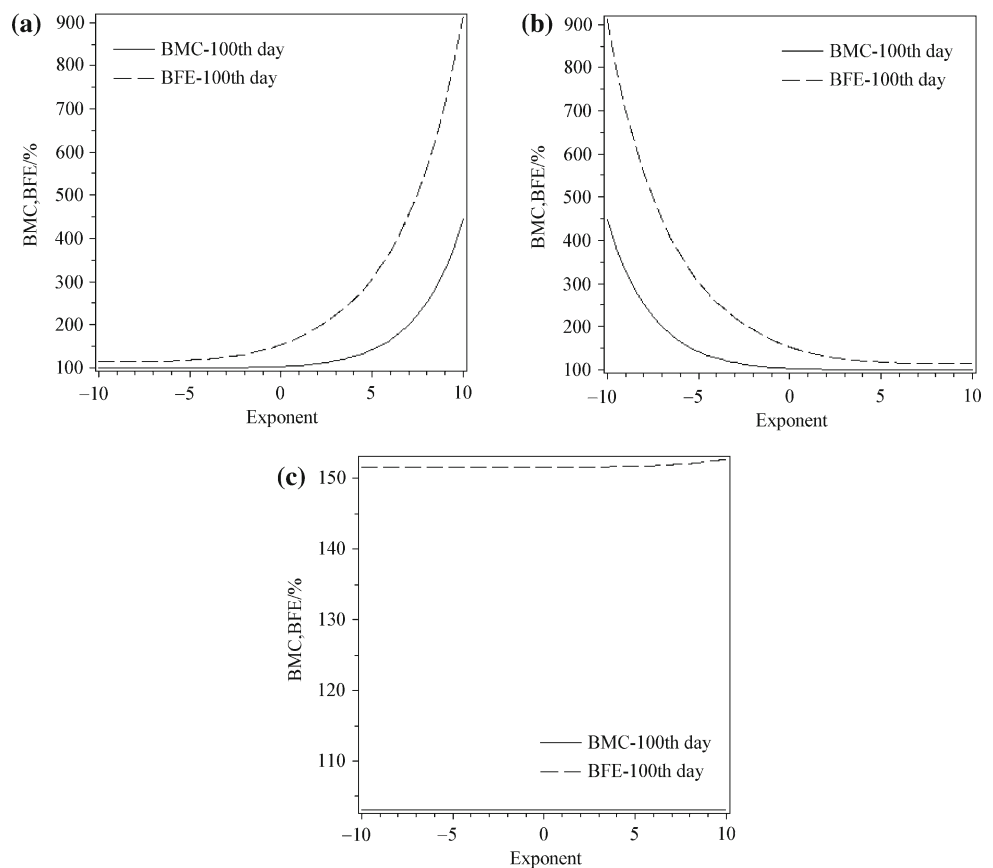 (a)
900
800
700
600
500
400
300
200
100
BMC,BFE/%
BMC-100th day
BFE-100th day
−10
−5
0
5
10
Exponent
(b)
900
800
700
600
500
400
300
200
100
BMC,BFE/%
BMC-100th day
BFE-100th day
−10
−5
0
5
10
Exponent
(c)
150
140
130
120
110
BMC,BFE/%
BMC-100th day
BFE-100th day
−10
−5
0
5
10
Exponent